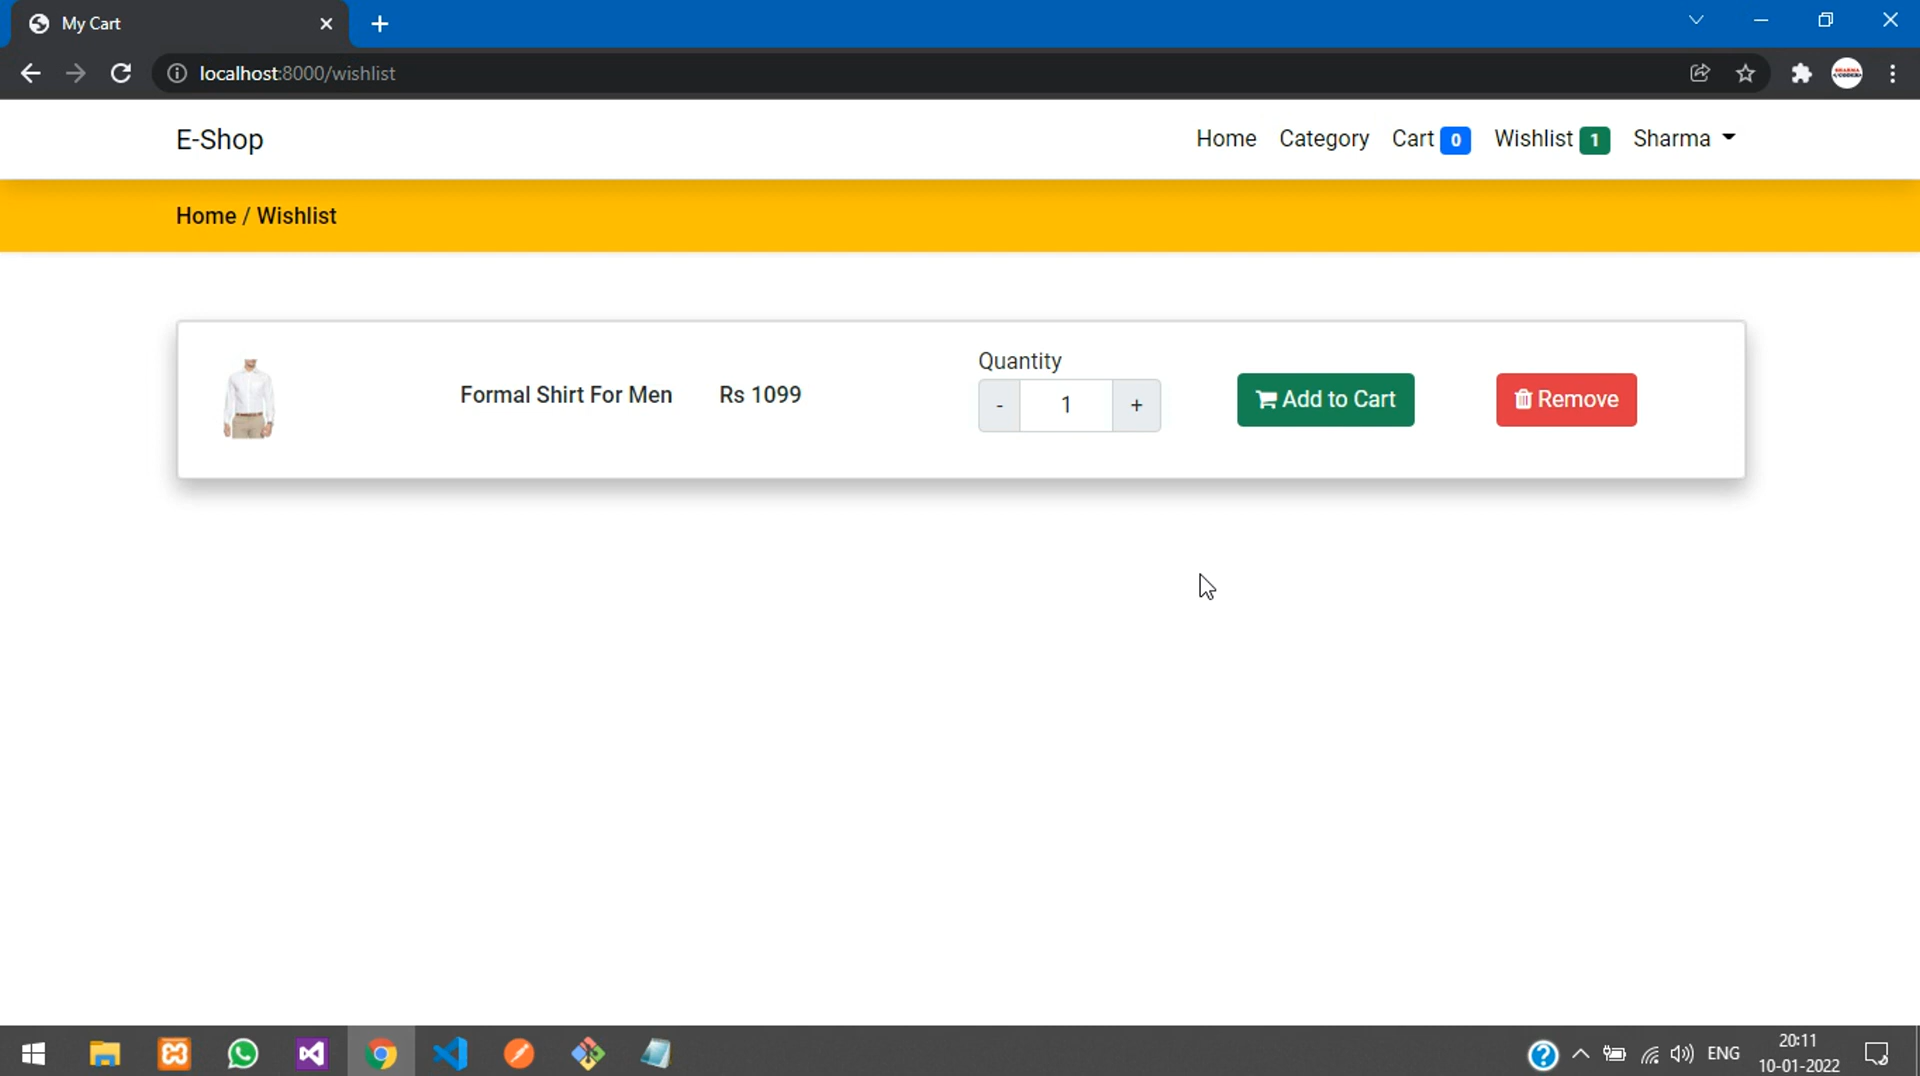 My Cart
localhost:8000/wishlist
E-Shop
Home Category Cart 0 Wishlist 1 Sharma
Home / Wishlist
Quantity
Formal Shirt For Men Rs 1099 - 1 + Add to Cart Remove
ENG
20:11
10-01-2022